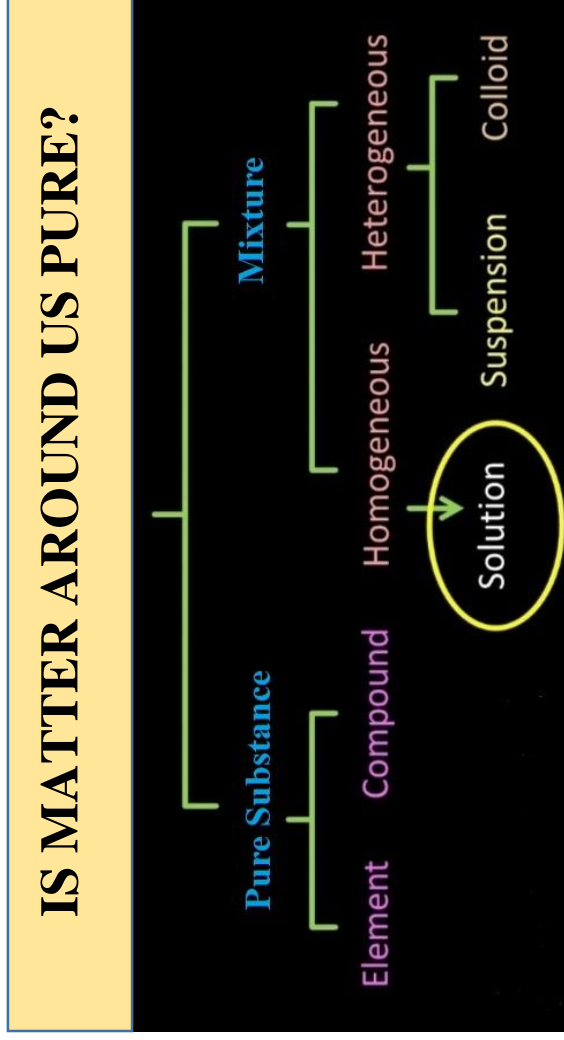 IS MATTER AROUND US PURE?
Pure Substance Mixture
Element Compound Homogeneous Heterogeneous
Solution Suspension Colloid